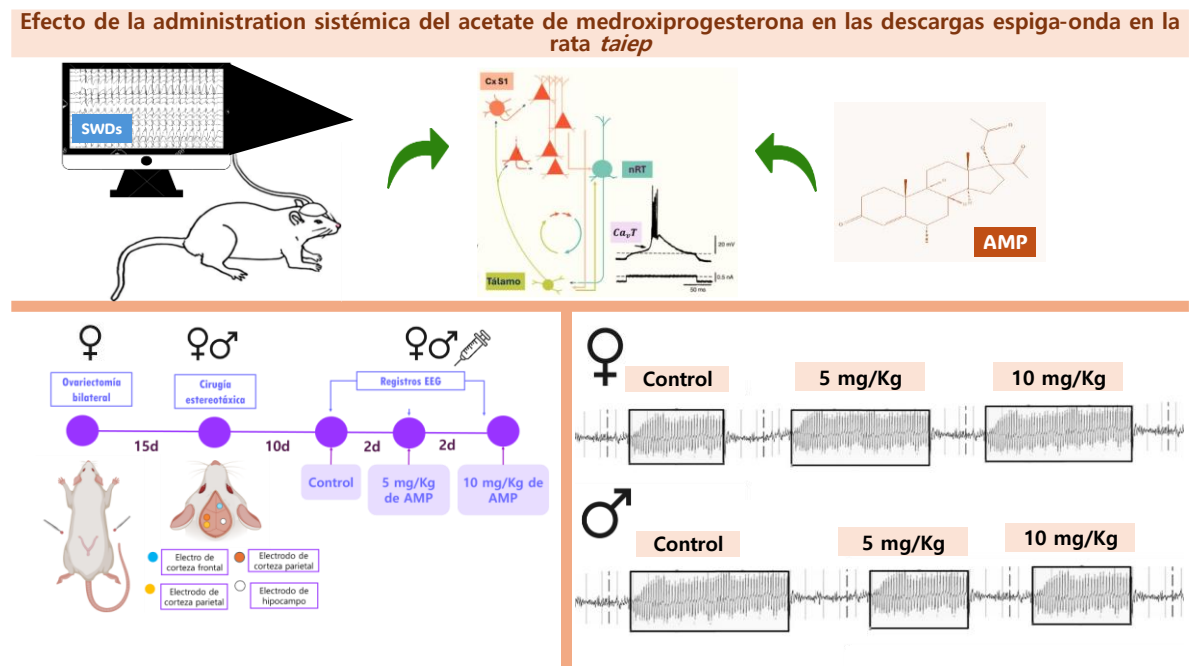 Efecto de la administration sistémica del acetate de medroxiprogesterona en las descargas espiga-onda en la
rata taiep
SWDs
Cx S1
nRT
CavT
20 mV
0.5 nA
50 ms
Tálamo
AMP
Ovariectomía
bilateral
Cirugía
estereotáxica
Registros EEG
15d
10d
2d
2d
Control
5 mg/Kg
de AMP
10 mg/Kg de
AMP
Electro de
corteza frontal
Electrodo de
corteza parietal
Electrodo de
corteza parietal
Electrodo de
hipocampo
Control
5 mg/Kg
10 mg/Kg
Control
5 mg/Kg
10 mg/Kg